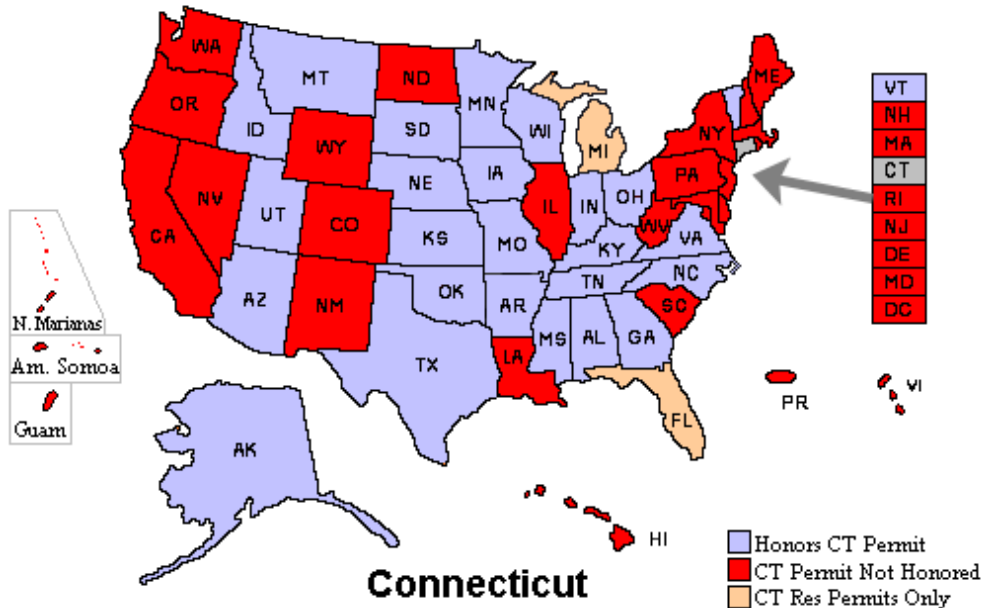 WA
MT
ND
MN
ME
OR
ID
SD
WI
MI
NY
WY
NE
IA
PA
NV
UT
CO
KS
MO
IL
IN
OH
WV
VA
KY
CA
AZ
NM
OK
AR
TN
NC
SC
TX
LA
MS
AL
GA
FL
AK
HI
PR
VI
VT
NH
MA
CT
RI
NJ
DE
MD
DC
N. Marianas
Am. Somoa
Guam
Honors CT Permit
CT Permit Not Honored
CT Res Permits Only
Connecticut